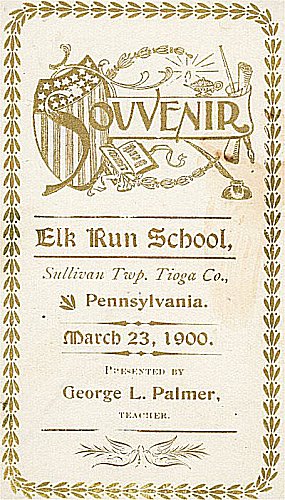 SOUVENIR
Elk Run School,
Sullivan Twp. Tioga Co.,
Pennsylvania.
March 23, 1900.
PRESENTED BY
George L. Palmer,
TEACHER.